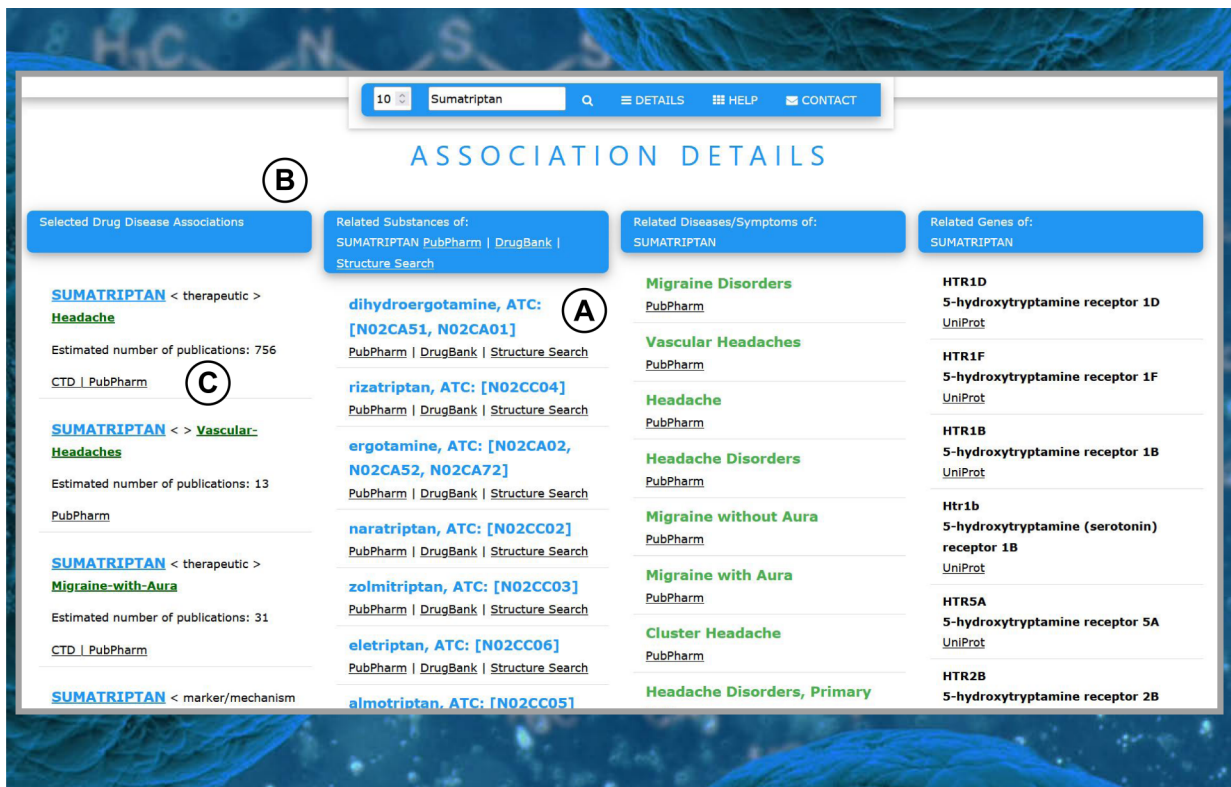 H₃C N S S
10 Sumatriptan DETAILS HELP CONTACT
ASSOCIATION DETAILS
B
Selected Drug Disease Associations
SUMATRIPTAN < therapeutic >
Headache
Estimated number of publications: 756
CTD | PubPharm
C
SUMATRIPTAN < > Vascular-
Headaches
Estimated number of publications: 13
PubPharm
SUMATRIPTAN < therapeutic >
Migraine-with-Aura
Estimated number of publications: 31
CTD | PubPharm
SUMATRIPTAN < marker/mechanism
Related Substances of:
SUMATRIPTAN PubPharm | DrugBank |
Structure Search
dihydroergotamine, ATC:
[N02CA51, N02CA01]
A
PubPharm | DrugBank | Structure Search
rizatriptan, ATC: [N02CC04]
PubPharm | DrugBank | Structure Search
ergotamine, ATC: [N02CA02,
N02CA52, N02CA72]
PubPharm | DrugBank | Structure Search
naratriptan, ATC: [N02CC02]
PubPharm | DrugBank | Structure Search
zolmitriptan, ATC: [N02CC03]
PubPharm | DrugBank | Structure Search
eletriptan, ATC: [N02CC06]
PubPharm | DrugBank | Structure Search
almotriptan, ATC: [N02CC05]
Related Diseases/Symptoms of:
SUMATRIPTAN
Migraine Disorders
PubPharm
Vascular Headaches
PubPharm
Headache
PubPharm
Headache Disorders
PubPharm
Migraine without Aura
PubPharm
Migraine with Aura
PubPharm
Cluster Headache
PubPharm
Headache Disorders, Primary
Related Genes of:
SUMATRIPTAN
HTR1D
5-hydroxytryptamine receptor 1D
UniProt
HTR1F
5-hydroxytryptamine receptor 1F
UniProt
HTR1B
5-hydroxytryptamine receptor 1B
UniProt
Htr1b
5-hydroxytryptamine (serotonin)
receptor 1B
UniProt
HTR5A
5-hydroxytryptamine receptor 5A
UniProt
HTR2B
5-hydroxytryptamine receptor 2B